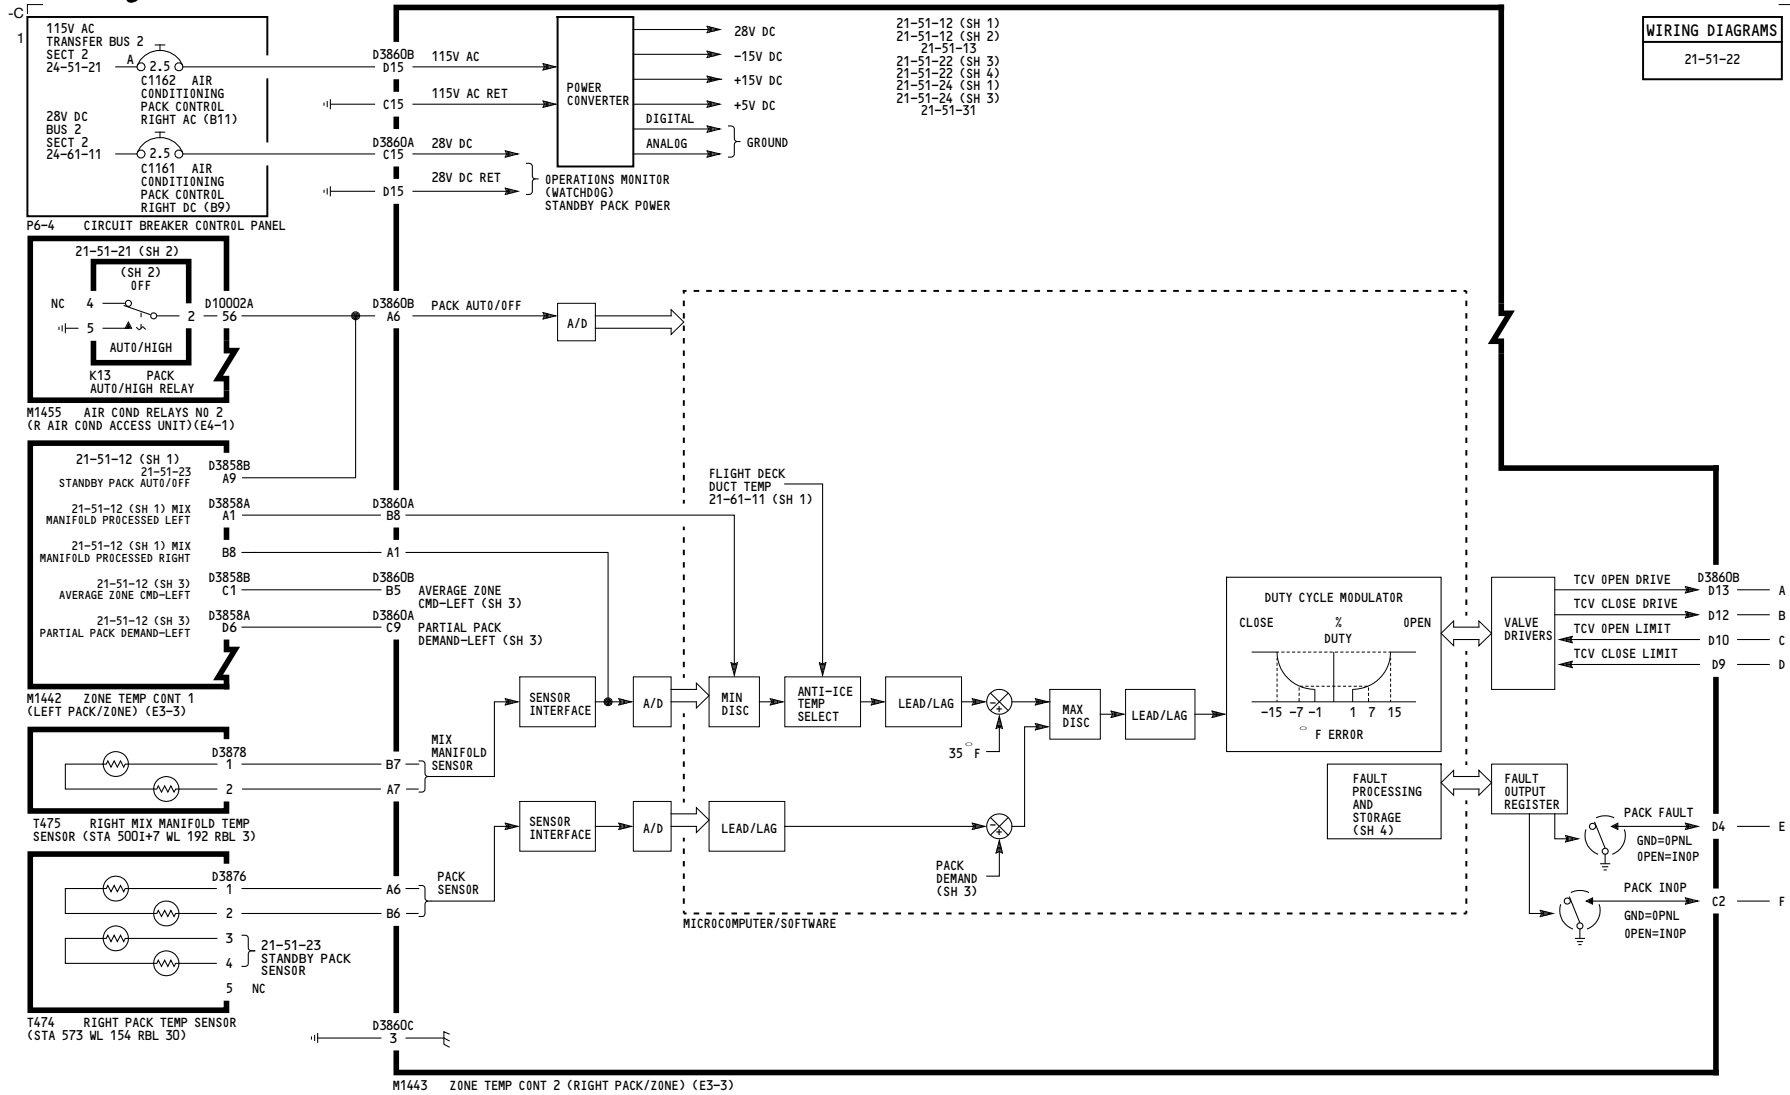 -C
1
115V AC
TRANSFER BUS 2
SECT 2
24-51-21
A
2.5
C1162 AIR
CONDITIONING
PACK CONTROL
RIGHT AC (B11)
28V DC
BUS 2
SECT 2
24-61-11
2.5
C1161 AIR
CONDITIONING
PACK CONTROL
RIGHT DC (B9)
P6-4 CIRCUIT BREAKER CONTROL PANEL
D3860B
D15 115V AC
C15 115V AC RET
D3860A
C15 28V DC
D15 28V DC RET
OPERATIONS MONITOR
(WATCHDOG)
STANDBY PACK POWER
POWER
CONVERTER
28V DC
-15V DC
+15V DC
+5V DC
DIGITAL
ANALOG
GROUND
21-51-12 (SH 1)
21-51-12 (SH 2)
21-51-13
21-51-22 (SH 3)
21-51-22 (SH 4)
21-51-24 (SH 1)
21-51-24 (SH 3)
21-51-31
WIRING DIAGRAMS
21-51-22
21-51-21 (SH 2)
(SH 2)
OFF
NC 4
5
2
D10002A
56
AUTO/HIGH
K13 PACK
AUTO/HIGH RELAY
M1455 AIR COND RELAYS NO 2
(R AIR COND ACCESS UNIT)(E4-1)
D3860B
A6
PACK AUTO/OFF
A/D
21-51-12 (SH 1)
21-51-23
STANDBY PACK AUTO/OFF
D3858B
A9
21-51-12 (SH 1) MIX
MANIFOLD PROCESSED LEFT
D3858A
A1
D3860A
B8
21-51-12 (SH 1) MIX
MANIFOLD PROCESSED RIGHT
B8
A1
21-51-12 (SH 3)
AVERAGE ZONE CMD-LEFT
D3858B
C1
D3860B
B5
AVERAGE ZONE
CMD-LEFT (SH 3)
21-51-12 (SH 3)
PARTIAL PACK DEMAND-LEFT
D3858A
D6
D3860A
C9
PARTIAL PACK
DEMAND-LEFT (SH 3)
M1442 ZONE TEMP CONT 1
(LEFT PACK/ZONE) (E3-3)
FLIGHT DECK
DUCT TEMP
21-61-11 (SH 1)
SENSOR
INTERFACE
A/D
MIN
DISC
ANTI-ICE
TEMP
SELECT
LEAD/LAG
35 °F
MAX
DISC
LEAD/LAG
DUTY CYCLE MODULATOR
CLOSE % OPEN
DUTY
-15 -7 -1 1 7 15
° F ERROR
VALVE
DRIVERS
D3860B
TCV OPEN DRIVE D13 A
TCV CLOSE DRIVE D12 B
TCV OPEN LIMIT D10 C
TCV CLOSE LIMIT D9 D
D3878
1
2
B7
A7
MIX
MANIFOLD
SENSOR
T475 RIGHT MIX MANIFOLD TEMP
SENSOR (STA 500I+7 WL 192 RBL 3)
SENSOR
INTERFACE
A/D
LEAD/LAG
PACK
DEMAND
(SH 3)
FAULT
PROCESSING
AND
STORAGE
(SH 4)
FAULT
OUTPUT
REGISTER
PACK FAULT D4 E
GND=OPNL
OPEN=INOP
PACK INOP C2 F
GND=OPNL
OPEN=INOP
MICROCOMPUTER/SOFTWARE
D3876
1
2
3
4
5 NC
A6
B6
PACK
SENSOR
21-51-23
STANDBY PACK
SENSOR
T474 RIGHT PACK TEMP SENSOR
(STA 573 WL 154 RBL 30)
D3860C
3
M1443 ZONE TEMP CONT 2 (RIGHT PACK/ZONE) (E3-3)